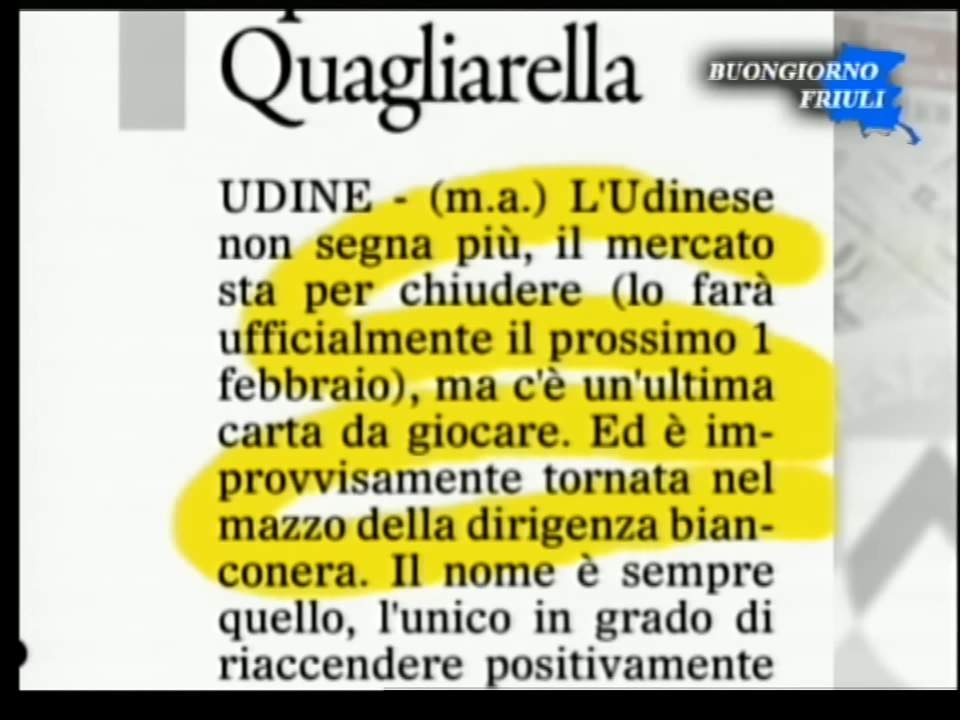 Quagliarella
BUONGIORNO
FRIULI
UDINE - (m.a.) L'Udinese
non segna più, il mercato
sta per chiudere (lo farà
ufficialmente il prossimo 1
febbraio), ma c'è un'ultima
carta da giocare. Ed è im-
provvisamente tornata nel
mazzo della dirigenza bian-
conera. Il nome è sempre
quello, l'unico in grado di
riaccendere positivamente